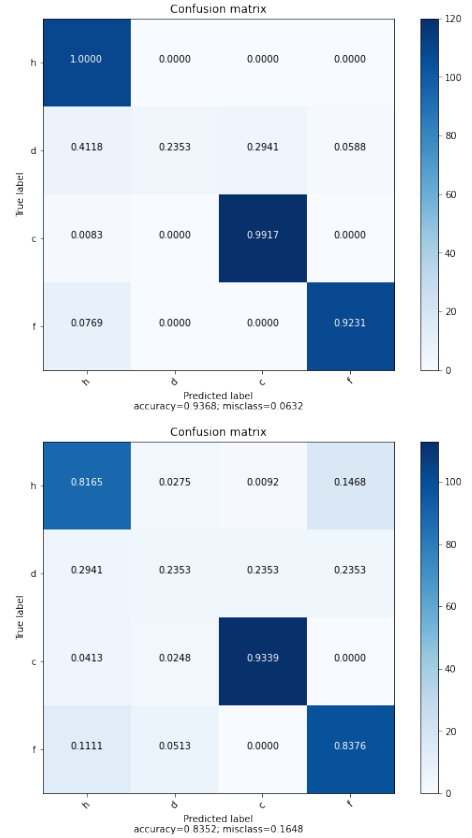 Confusion matrix
120
h 1.0000 0.0000 0.0000 0.0000
100
d 0.4118 0.2353 0.2941 0.0588
80
60
True label
c 0.0083 0.0000 0.9917 0.0000
40
f 0.0769 0.0000 0.0000 0.9231
20
0
h d c f
Predicted label
accuracy=0.9368; misclass=0.0632
Confusion matrix
h 0.8165 0.0275 0.0092 0.1468
100
d 0.2941 0.2353 0.2353 0.2353
80
60
True label
c 0.0413 0.0248 0.9339 0.0000
40
f 0.1111 0.0513 0.0000 0.8376
20
0
h d c f
Predicted label
accuracy=0.8352; misclass=0.1648